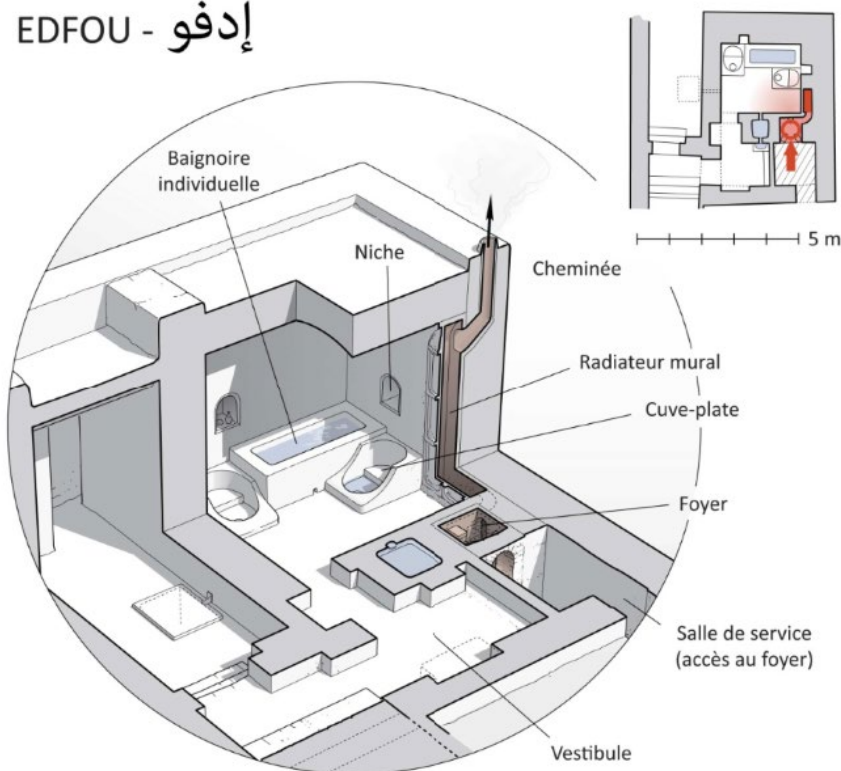 EDFOU - إدفو
5 m
Baignoire
individuelle
Niche
Cheminée
Radiateur mural
Cuve-plate
Foyer
Salle de service
(accès au foyer)
Vestibule